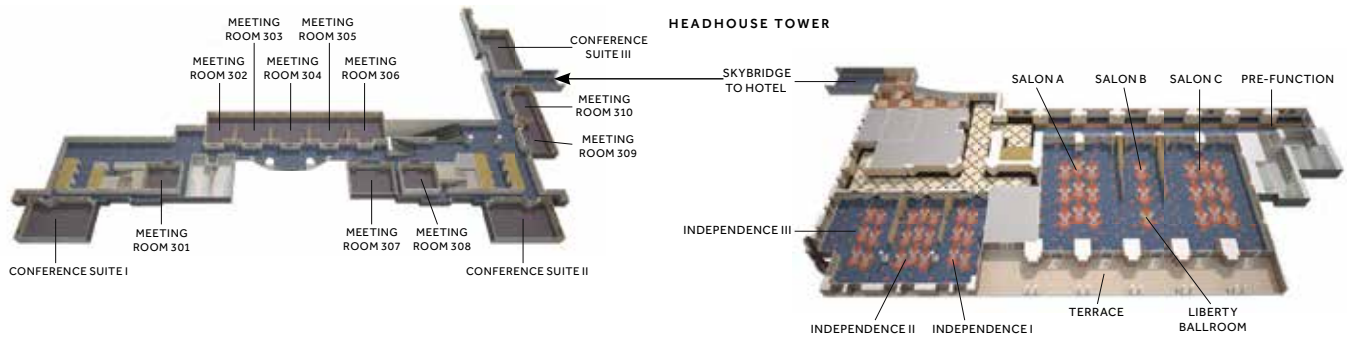 HEADHOUSE TOWER
MEETING
ROOM 303
MEETING
ROOM 305
MEETING
ROOM 302
MEETING
ROOM 304
MEETING
ROOM 306
CONFERENCE
SUITE III
SKYBRIDGE
TO HOTEL
MEETING
ROOM 310
MEETING
ROOM 309
MEETING
ROOM 301
MEETING
ROOM 307
MEETING
ROOM 308
CONFERENCE SUITE I
CONFERENCE SUITE II
SALON A
SALON B
SALON C
PRE-FUNCTION
INDEPENDENCE III
INDEPENDENCE II
INDEPENDENCE I
TERRACE
LIBERTY
BALLROOM